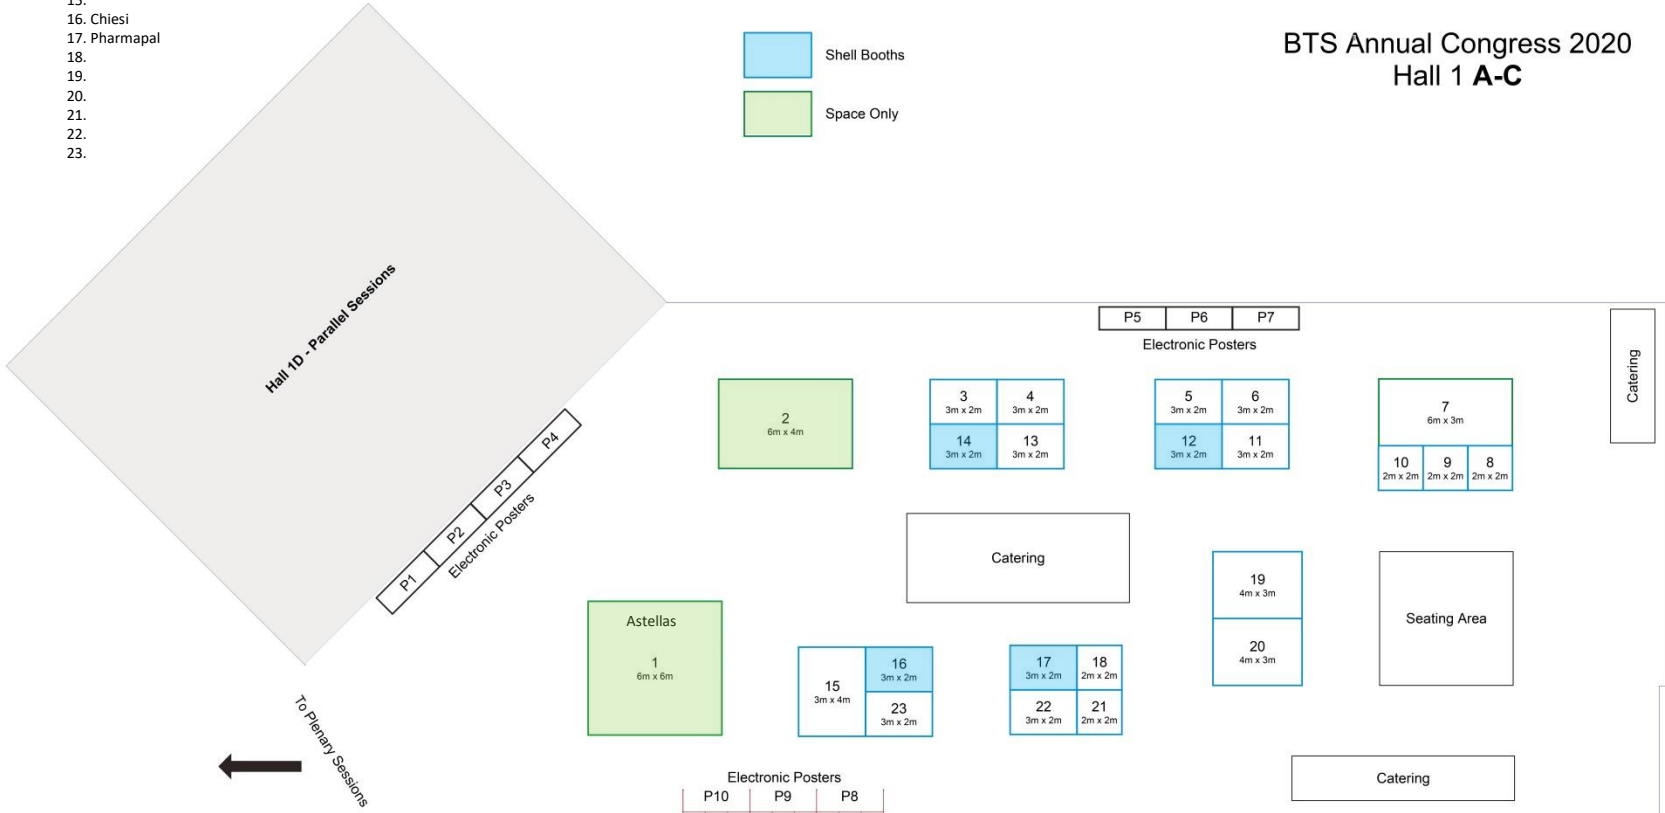 15.
16. Chiesi
17. Pharmapal
18.
19.
20.
21.
22.
23.
Shell Booths
Space Only
BTS Annual Congress 2020
Hall 1 A-C
Hall 1D - Parallel Sessions
P1
P2
P3
P4
Electronic Posters
P5 P6 P7
Electronic Posters
Catering
2
6m x 4m
3
3m x 2m
4
3m x 2m
14
3m x 2m
13
3m x 2m
5
3m x 2m
6
3m x 2m
12
3m x 2m
11
3m x 2m
7
6m x 3m
10
2m x 2m
9
2m x 2m
8
2m x 2m
Catering
19
4m x 3m
20
4m x 3m
Seating Area
Astellas
1
6m x 6m
15
3m x 4m
16
3m x 2m
23
3m x 2m
17
3m x 2m
18
2m x 2m
22
3m x 2m
21
2m x 2m
To Plenary Sessions
Electronic Posters
P10 P9 P8
Catering